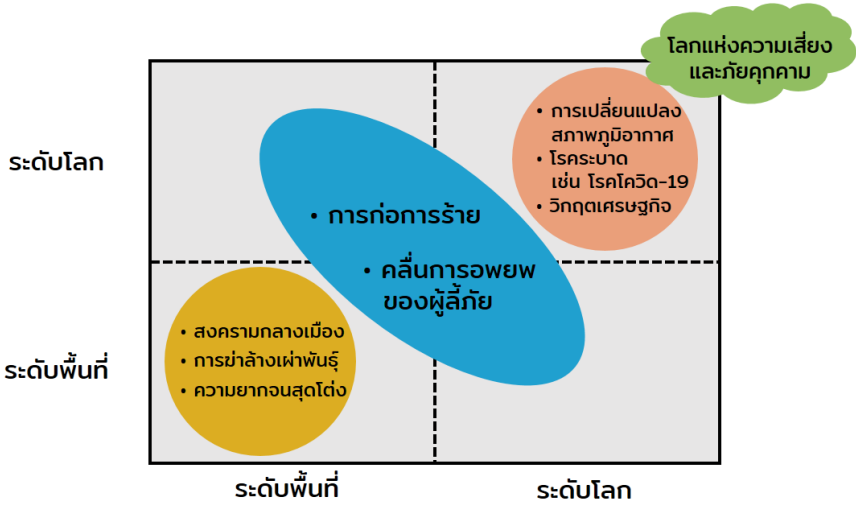 โลกแห่งความเสี่ยง
และภัยคุกคาม
• การเปลี่ยนแปลง
สภาพภูมิอากาศ
• โรคระบาด
เช่น โรคโควิด-19
• วิกฤตเศรษฐกิจ
ระดับโลก
• การก่อการร้าย
• คลื่นการอพยพ
ของผู้ลี้ภัย
• สงครามกลางเมือง
• การฆ่าล้างเผ่าพันธุ์
• ความยากจนสุดโต่ง
ระดับพื้นที่
ระดับพื้นที่
ระดับโลก